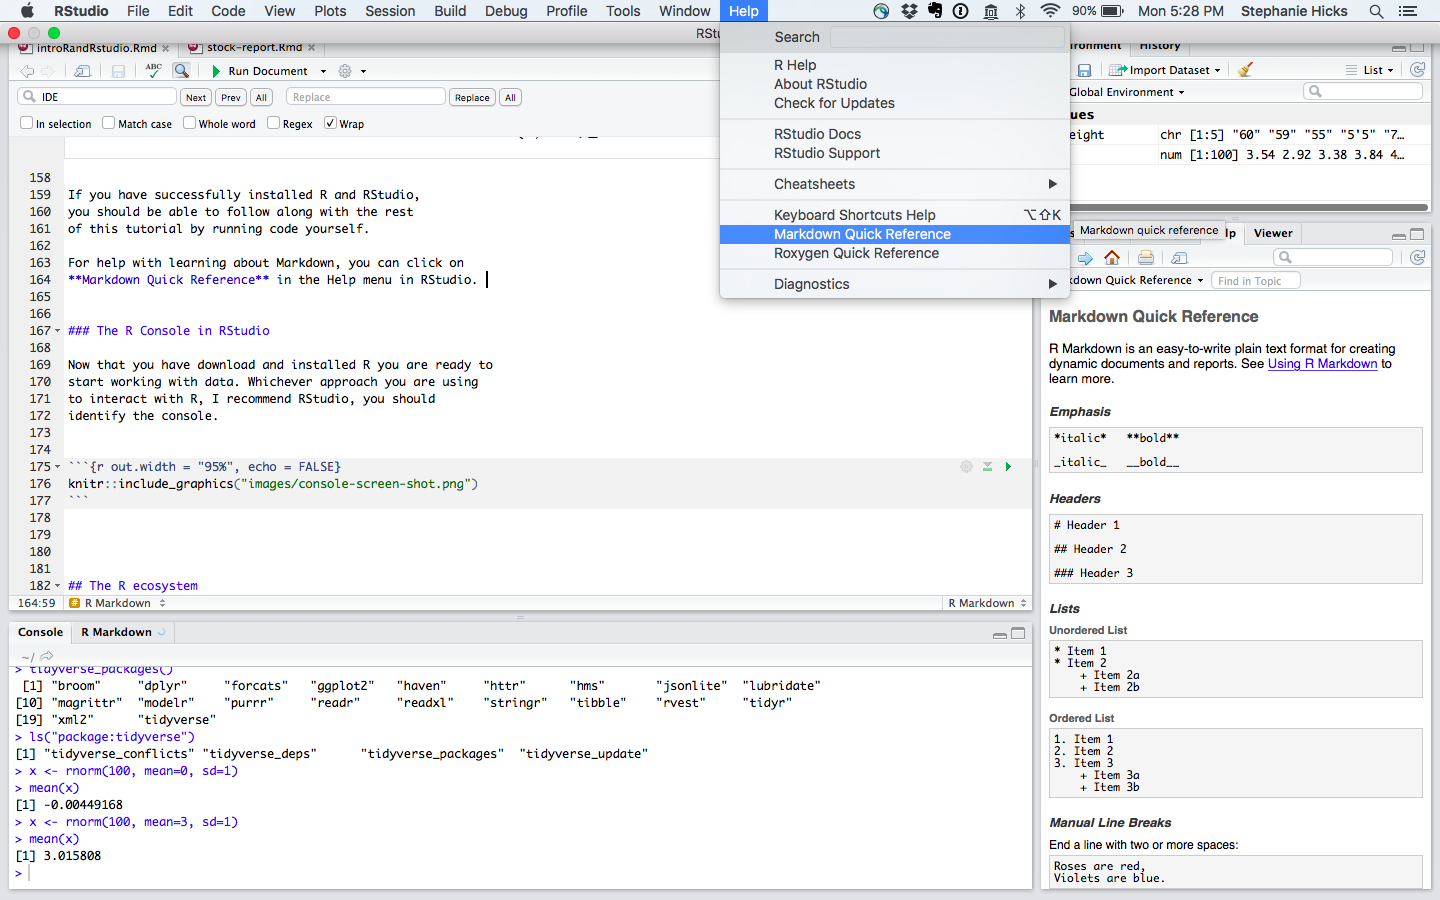 RStudio File Edit Code View Plots Session Build Debug Profile Tools Window Help 90% Mon 5:28 PM Stephanie Hicks
introRandRstudio.Rmd stock-report.Rmd
ABC Run Document
IDE Next Prev All Replace Replace All
In selection Match case Whole word Regex Wrap
158
159 If you have successfully installed R and RStudio,
160 you should be able to follow along with the rest
161 of this tutorial by running code yourself.
162
163 For help with learning about Markdown, you can click on
164 **Markdown Quick Reference** in the Help menu in RStudio.
165
166
167 ### The R Console in RStudio
168
169 Now that you have download and installed R you are ready to
170 start working with data. Whichever approach you are using
171 to interact with R, I recommend RStudio, you should
172 identify the console.
173
174
175 ```{r out.width = "95%", echo = FALSE}
176 knitr::include_graphics("images/console-screen-shot.png")
177 ```
178
179
180
181
182 ## The R ecosystem
164:59 R Markdown R Markdown
Search
R Help
About RStudio
Check for Updates
RStudio Docs
RStudio Support
Cheatsheets
Keyboard Shortcuts Help ⌥⇧K
Markdown Quick Reference
Roxygen Quick Reference
Diagnostics
Console R Markdown
~/
> tidyverse_packages()
[1] "broom" "dplyr" "forcats" "ggplot2" "haven" "httr" "hms" "jsonlite" "lubridate"
[10] "magrittr" "modelr" "purrr" "readr" "readxl" "stringr" "tibble" "rvest" "tidyr"
[19] "xml2" "tidyverse"
> ls("package:tidyverse")
[1] "tidyverse_conflicts" "tidyverse_deps" "tidyverse_packages" "tidyverse_update"
> x <- rnorm(100, mean=0, sd=1)
> mean(x)
[1] -0.00449168
> x <- rnorm(100, mean=3, sd=1)
> mean(x)
[1] 3.015808
>
ronment History
Import Dataset List
Global Environment
ues
eight chr [1:5] "60" "59" "55" "5'5" "7…
num [1:100] 3.54 2.92 3.38 3.84 4…
Markdown quick reference lp Viewer
kdown Quick Reference Find in Topic
Markdown Quick Reference
R Markdown is an easy-to-write plain text format for creating
dynamic documents and reports. See Using R Markdown to
learn more.
Emphasis
*italic* **bold**
_italic_ __bold__
Headers
# Header 1
## Header 2
### Header 3
Lists
Unordered List
* Item 1
* Item 2
+ Item 2a
+ Item 2b
Ordered List
1. Item 1
2. Item 2
3. Item 3
+ Item 3a
+ Item 3b
Manual Line Breaks
End a line with two or more spaces:
Roses are red,
Violets are blue.